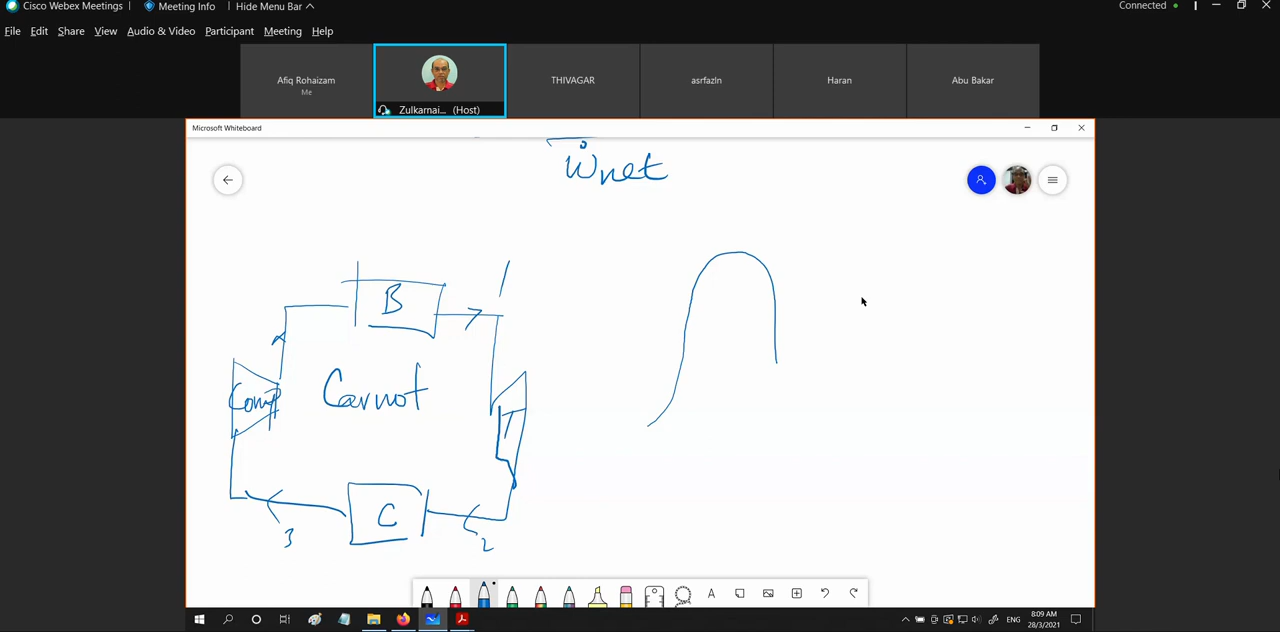 Cisco Webex Meetings | Meeting Info | Hide Menu Bar
Connected
File Edit Share View Audio & Video Participant Meeting Help
Afiq Rohaizam
Me
Zulkarnai... (Host)
THIVAGAR
asrfazln
Haran
Abu Bakar
Microsoft Whiteboard
Ẇnet
1
B
Comp
Carnot
T
C
3
2
A
ENG
8:09 AM
28/3/2021